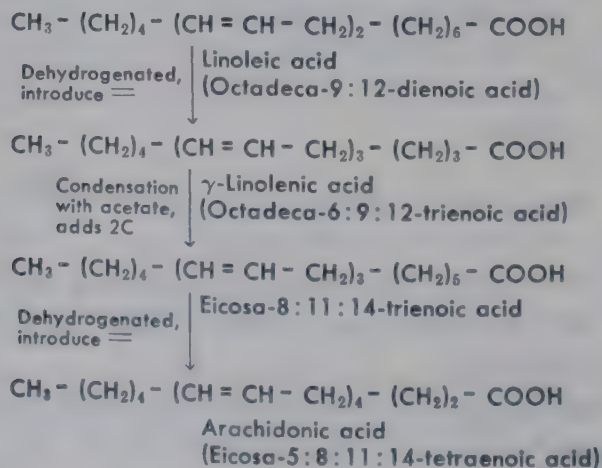 CH₃ – (CH₂)₄ – (CH = CH – CH₂)₂ – (CH₂)₆ – COOH
Dehydrogenated, introduce =
Linoleic acid
(Octadeca-9:12-dienoic acid)
CH₃ – (CH₂)₄ – (CH = CH – CH₂)₃ – (CH₂)₃ – COOH
Condensation with acetate, adds 2C
γ-Linolenic acid
(Octadeca-6:9:12-trienoic acid)
CH₃ – (CH₂)₄ – (CH = CH – CH₂)₃ – (CH₂)₅ – COOH
Dehydrogenated, introduce =
Eicosa-8:11:14-trienoic acid
CH₃ – (CH₂)₄ – (CH = CH – CH₂)₄ – (CH₂)₂ – COOH
Arachidonic acid
(Eicosa-5:8:11:14-tetraenoic acid)